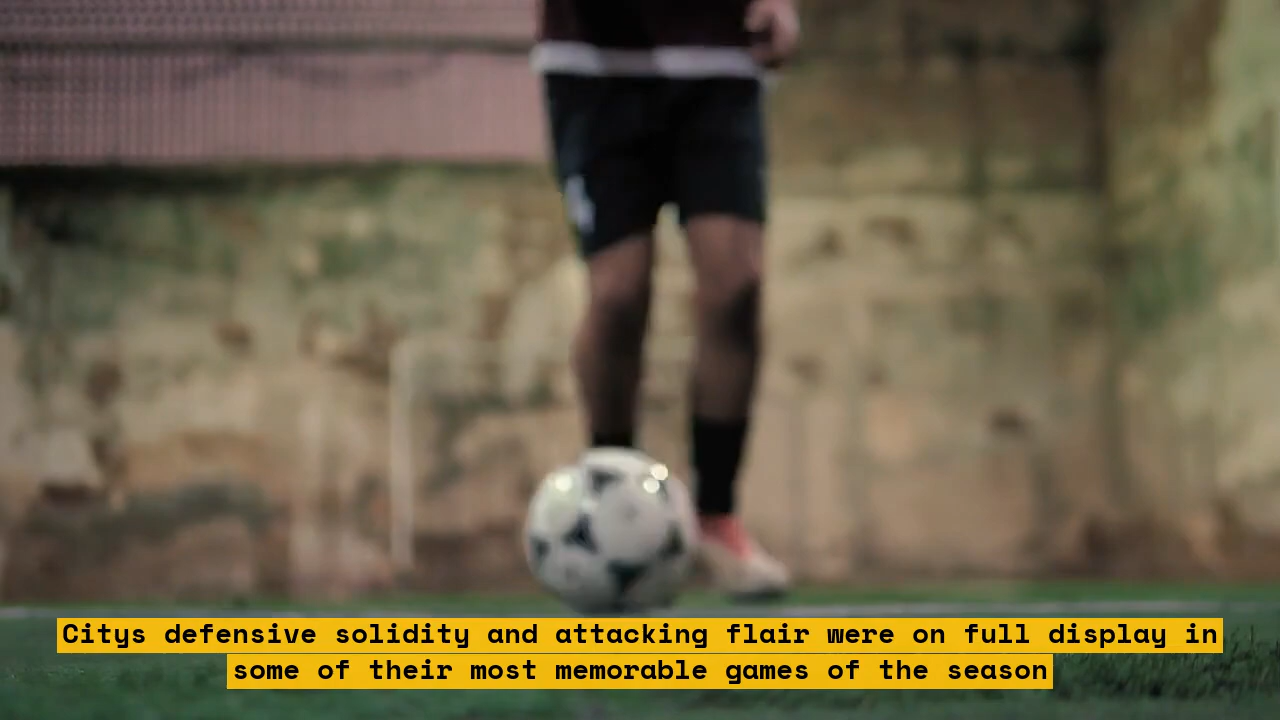 Citys defensive solidity and attacking flair were on full display in
some of their most memorable games of the season